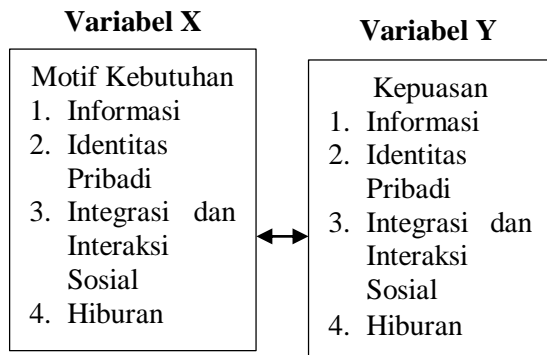 Variabel X
Motif Kebutuhan
1. Informasi
2. Identitas
Pribadi
3. Integrasi dan
Interaksi
Sosial
4. Hiburan
Variabel Y
Kepuasan
1. Informasi
2. Identitas
Pribadi
3. Integrasi dan
Interaksi
Sosial
4. Hiburan